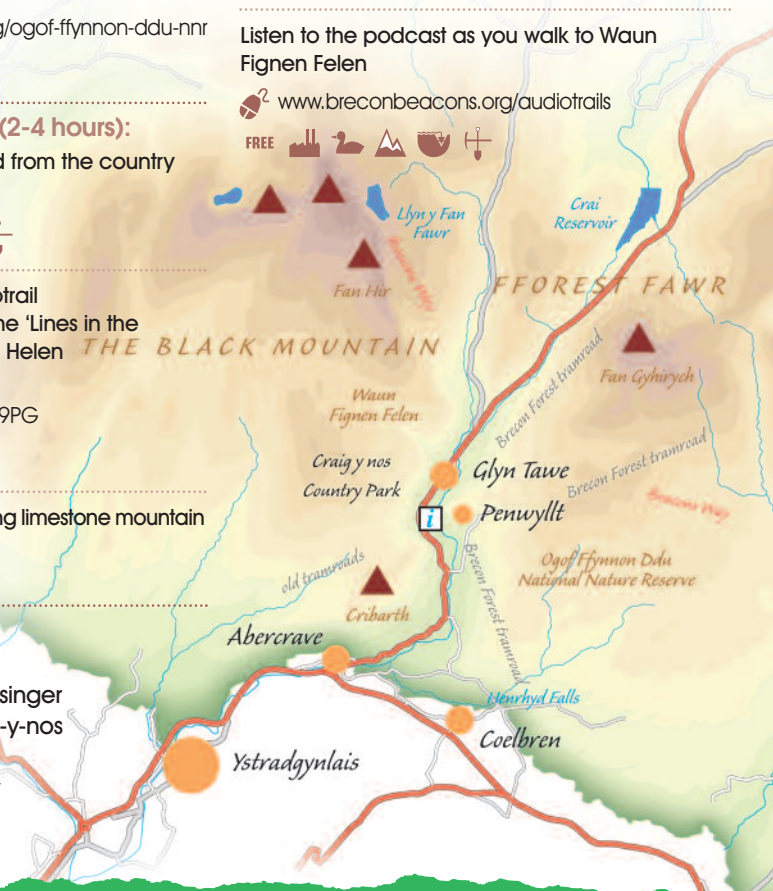 g/ogof-ffynnon-ddu-nnr
(2-4 hours):
d from the country
otrail
ne 'Lines in the
Helen
9PG
ng limestone mountain
singer
-y-nos
Listen to the podcast as you walk to Waun
Fignen Felen
www.breconbeacons.org/audiotrails
FREE
Llyn y Fan
Fawr
Crai
Reservoir
Beacons Way
Fan Hir
FFOREST FAWR
THE BLACK MOUNTAIN
Brecon Forest tramroad
Fan Gyhirych
Waun
Fignen Felen
Craig y nos
Country Park
Glyn Tawe
Brecon Forest tramroad
Beacons Way
i
Penwyllt
old tramroads
Cribarth
Brecon Forest tramroad
Ogof Ffynnon Ddu
National Nature Reserve
Abercrave
Henrhyd Falls
Coelbren
Ystradgynlais